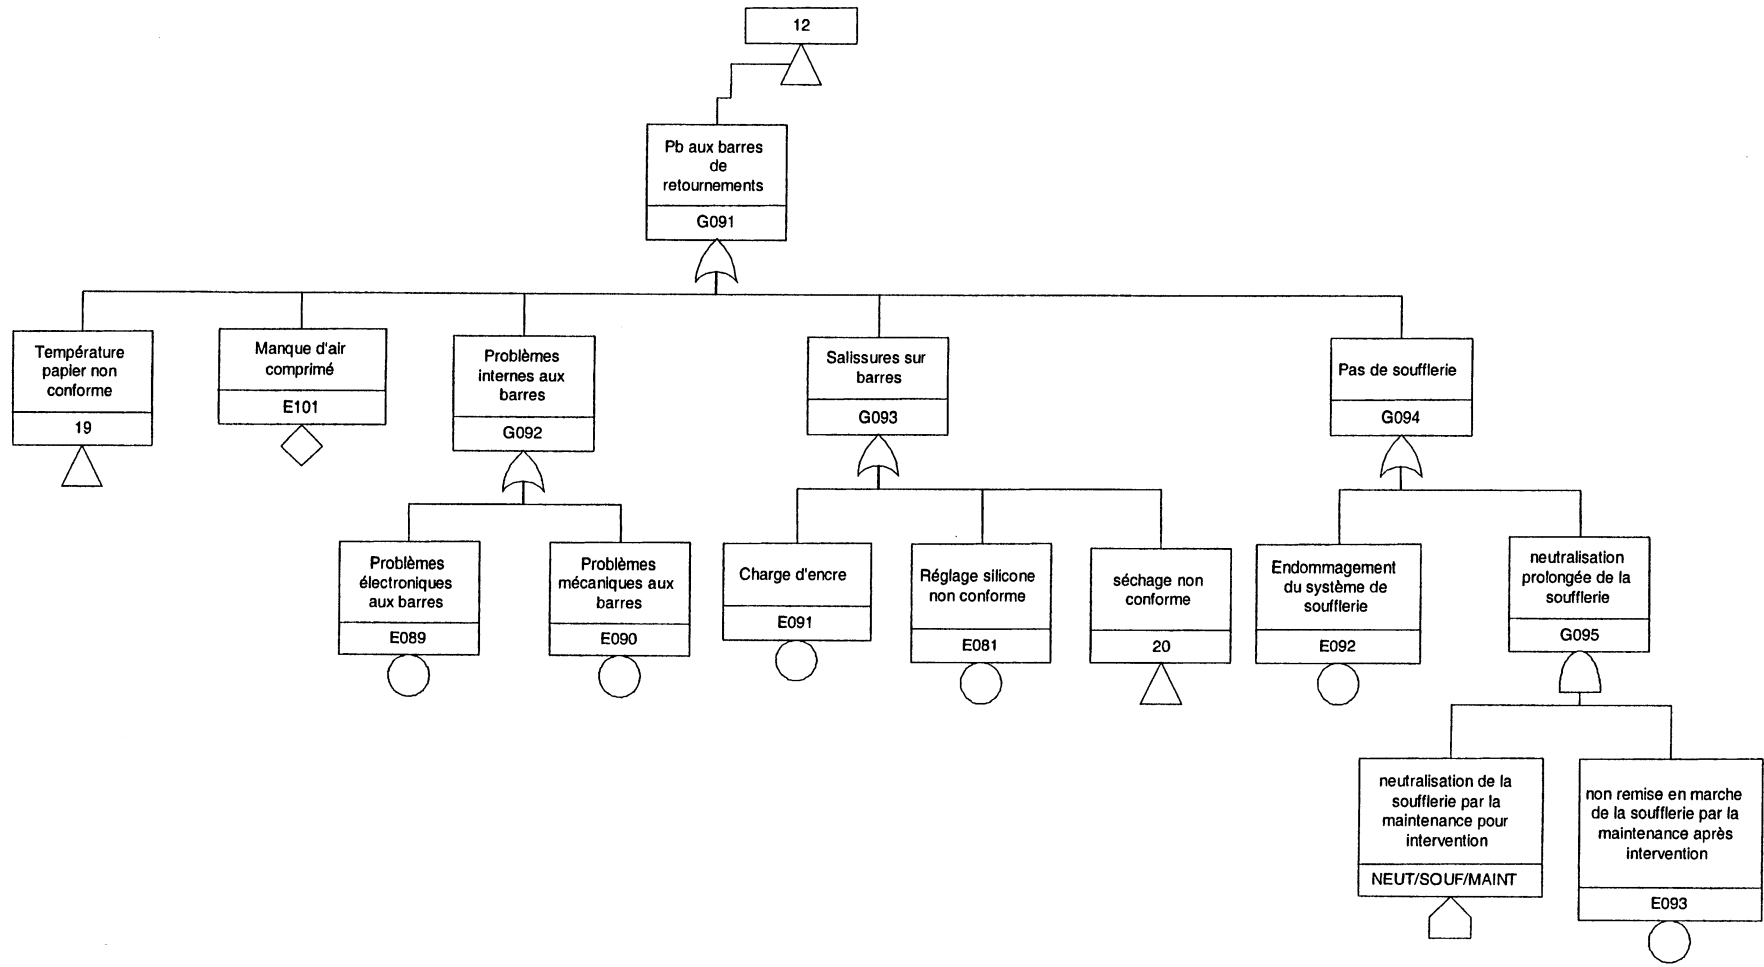 12
Pb aux barres
de
retournements
G091
Température
papier non
conforme
19
Manque d'air
comprimé
E101
Problèmes
internes aux
barres
G092
Salissures sur
barres
G093
Pas de soufflerie
G094
Problèmes
électroniques
aux barres
E089
Problèmes
mécaniques aux
barres
E090
Charge d'encre
E091
Réglage silicone
non conforme
E081
séchage non
conforme
20
Endommagement
du système de
soufflerie
E092
neutralisation
prolongée de la
soufflerie
G095
neutralisation de la
soufflerie par la
maintenance pour
intervention
NEUT/SOUF/MAINT
non remise en marche
de la soufflerie par la
maintenance après
intervention
E093